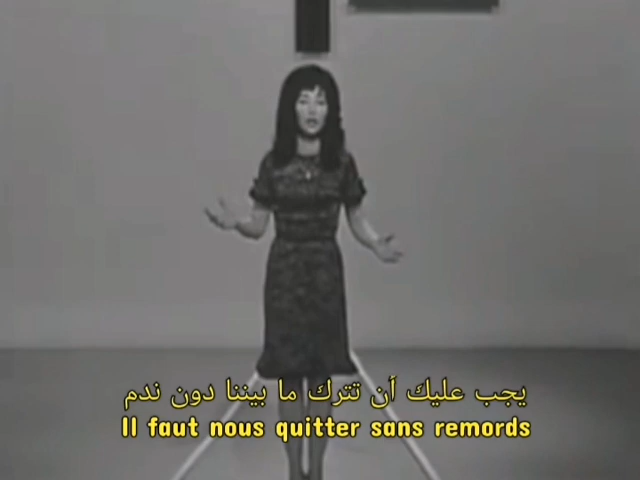 يجب عليك أن تترك ما بيننا دون ندم
Il faut nous quitter sans remords